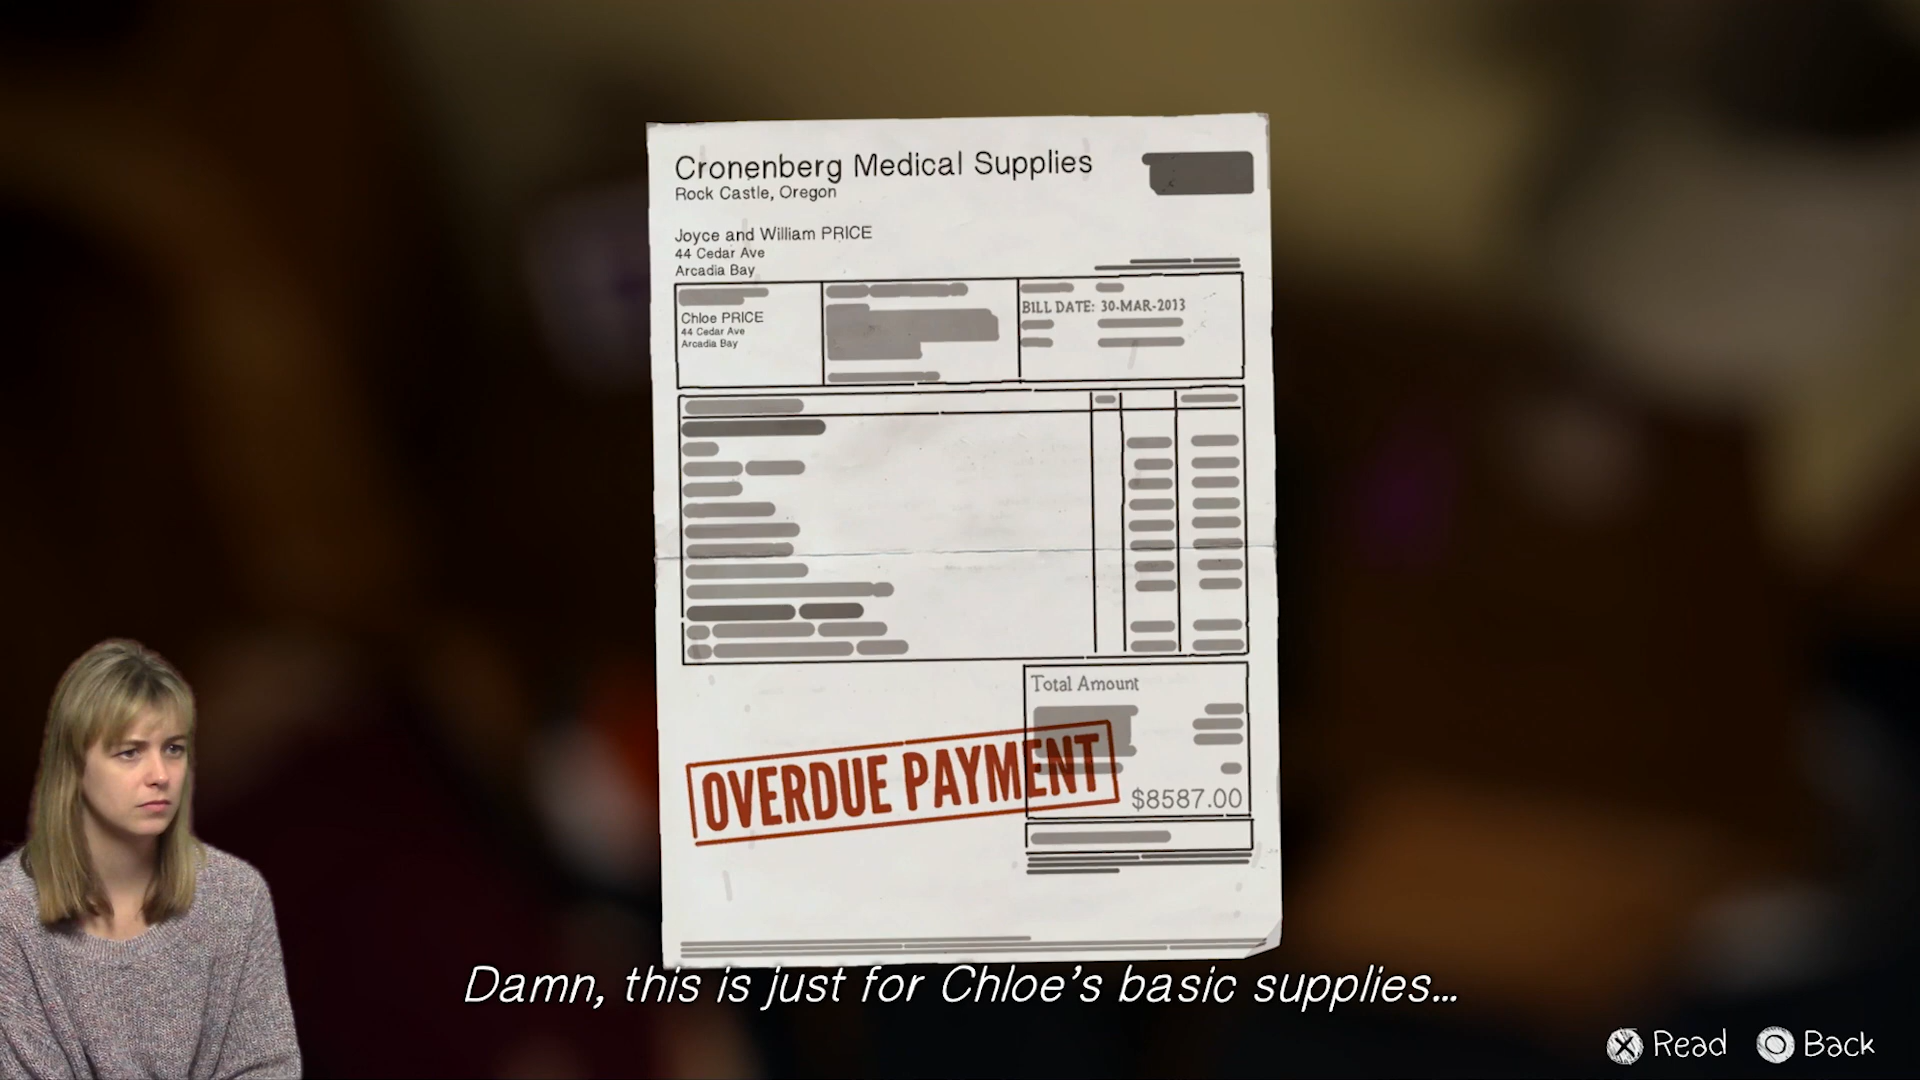 Cronenberg Medical Supplies
Rock Castle, Oregon
Joyce and William PRICE
44 Cedar Ave
Arcadia Bay
Chloe PRICE
44 Cedar Ave
Arcadia Bay
BILL DATE: 30-MAR-2013
Total Amount
OVERDUE PAYMENT
$8587.00
Damn, this is just for Chloe's basic supplies...
Read
Back